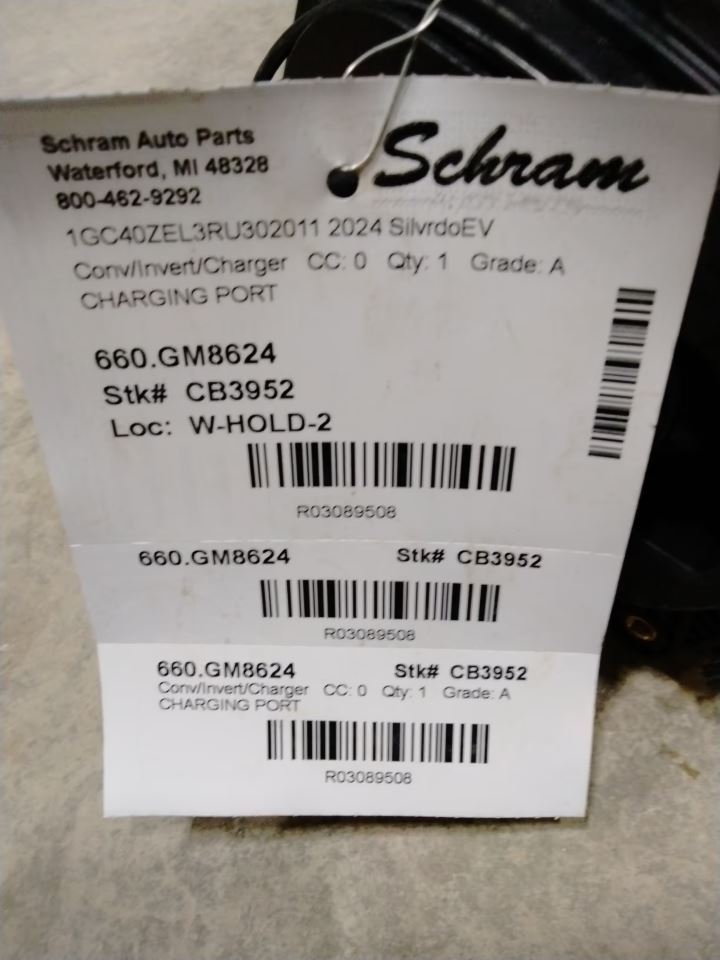 Schram Auto Parts
Waterford, MI 48328
800-462-9292
Schram
1GC40ZEL3RU302011 2024 SilvrdoEV
Conv/Invert/Charger CC: 0 Qty: 1 Grade: A
CHARGING PORT
660.GM8624
Stk# CB3952
Loc: W-HOLD-2
R03089508
660.GM8624 Stk# CB3952
R03089508
660.GM8624 Stk# CB3952
Conv/Invert/Charger CC: 0 Qty: 1 Grade: A
CHARGING PORT
R03089508